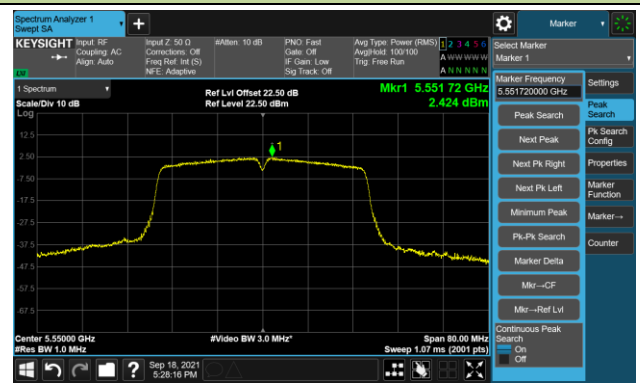 Spectrum Analyzer 1
Swept SA
Marker
KEYSIGHT
Input: RF
Coupling: AC
Align: Auto
Input Z: 50 Ω
Corrections: Off
Freq Ref: Int (S)
NFE: Adaptive
#Atten: 10 dB
PNO: Fast
Gate: Off
IF Gain: Low
Sig Track: Off
Avg Type: Power (RMS)
Avg|Hold: 100/100
Trig: Free Run
1 2 3 4 5 6
A W W W W W
A N N N N N
LXI
Select Marker
Marker 1
1 Spectrum
Scale/Div 10 dB
Log
Ref Lvl Offset 22.50 dB
Ref Level 22.50 dBm
Mkr1 5.551 72 GHz
2.424 dBm
1
12.5
2.50
-7.50
-17.5
-27.5
-37.5
-47.5
-57.5
-67.5
Center 5.55000 GHz
#Res BW 1.0 MHz
#Video BW 3.0 MHz*
Span 80.00 MHz
Sweep 1.07 ms (2001 pts)
Marker Frequency
5.551720000 GHz
Peak Search
Next Peak
Next Pk Right
Next Pk Left
Minimum Peak
Pk-Pk Search
Marker Delta
Mkr→CF
Mkr→Ref Lvl
Continuous Peak
Search
On
Off
Settings
Peak
Search
Pk Search
Config
Properties
Marker
Function
Marker→
Counter
?
Sep 18, 2021
5:28:16 PM